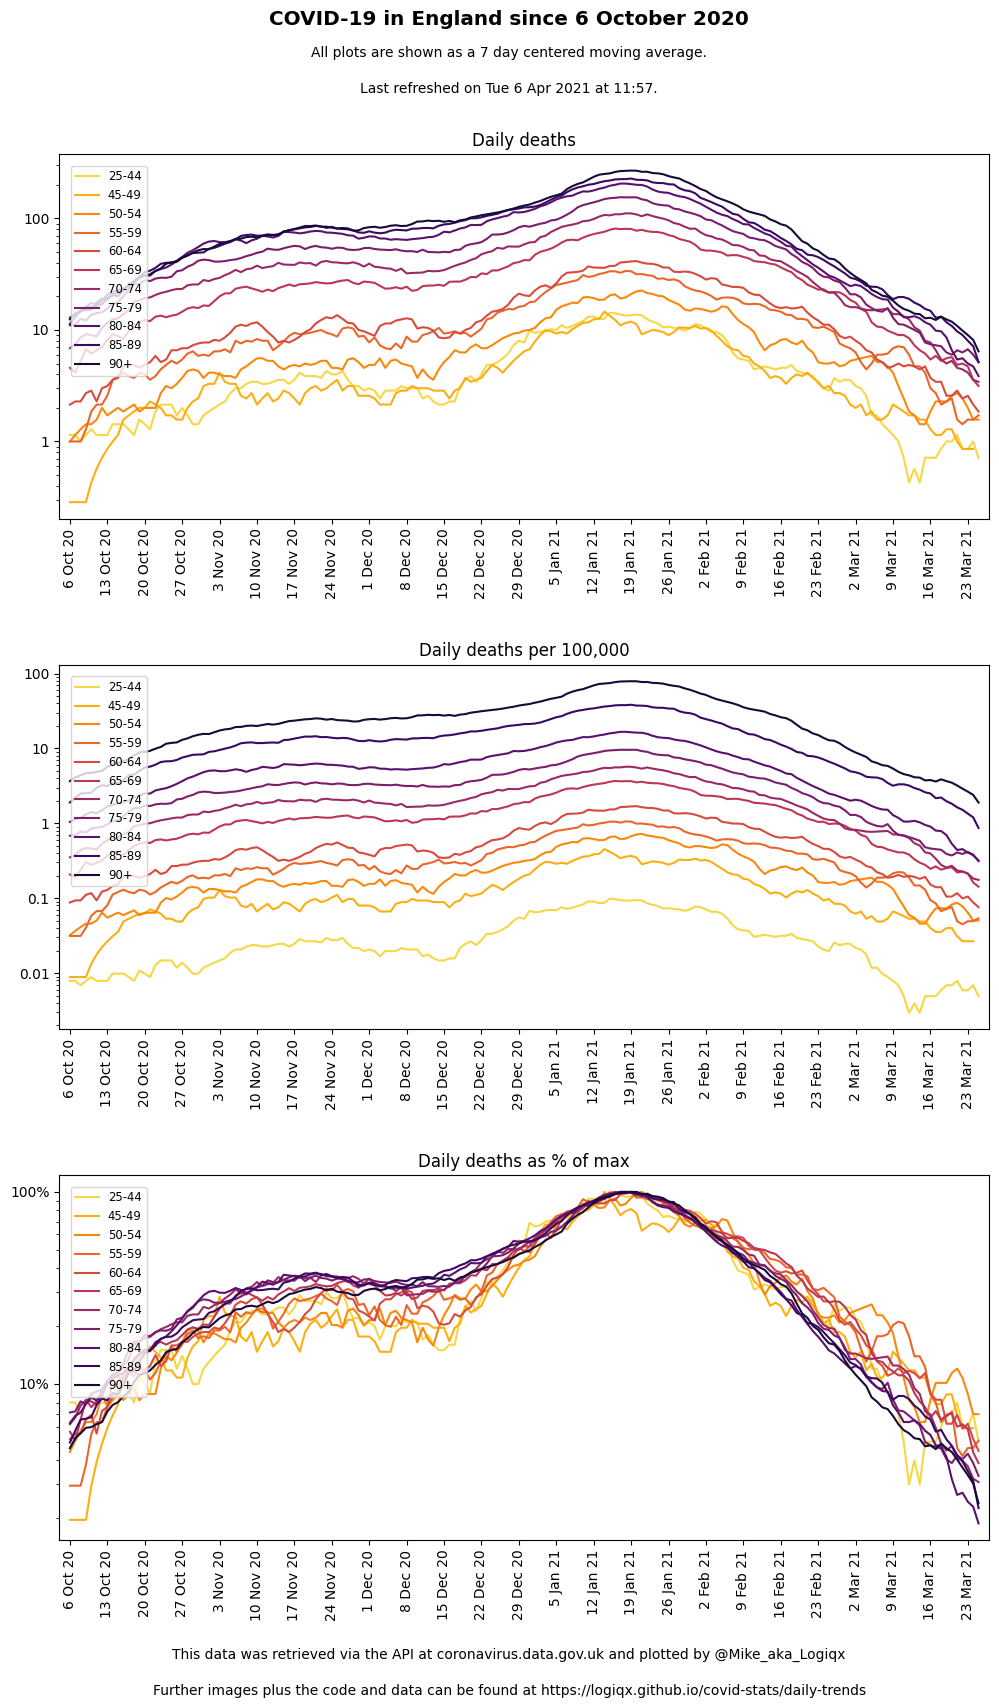 COVID-19 in England since 6 October 2020
All plots are shown as a 7 day centered moving average.
Last refreshed on Tue 6 Apr 2021 at 11:57.
Daily deaths
25-44
45-49
50-54
55-59
60-64
65-69
70-74
75-79
80-84
85-89
90+
100
10
1
6 Oct 20
13 Oct 20
20 Oct 20
27 Oct 20
3 Nov 20
10 Nov 20
17 Nov 20
24 Nov 20
1 Dec 20
8 Dec 20
15 Dec 20
22 Dec 20
29 Dec 20
5 Jan 21
12 Jan 21
19 Jan 21
26 Jan 21
2 Feb 21
9 Feb 21
16 Feb 21
23 Feb 21
2 Mar 21
9 Mar 21
16 Mar 21
23 Mar 21
Daily deaths per 100,000
25-44
45-49
50-54
55-59
60-64
65-69
70-74
75-79
80-84
85-89
90+
100
10
1
0.1
0.01
6 Oct 20
13 Oct 20
20 Oct 20
27 Oct 20
3 Nov 20
10 Nov 20
17 Nov 20
24 Nov 20
1 Dec 20
8 Dec 20
15 Dec 20
22 Dec 20
29 Dec 20
5 Jan 21
12 Jan 21
19 Jan 21
26 Jan 21
2 Feb 21
9 Feb 21
16 Feb 21
23 Feb 21
2 Mar 21
9 Mar 21
16 Mar 21
23 Mar 21
Daily deaths as % of max
25-44
45-49
50-54
55-59
60-64
65-69
70-74
75-79
80-84
85-89
90+
100%
10%
6 Oct 20
13 Oct 20
20 Oct 20
27 Oct 20
3 Nov 20
10 Nov 20
17 Nov 20
24 Nov 20
1 Dec 20
8 Dec 20
15 Dec 20
22 Dec 20
29 Dec 20
5 Jan 21
12 Jan 21
19 Jan 21
26 Jan 21
2 Feb 21
9 Feb 21
16 Feb 21
23 Feb 21
2 Mar 21
9 Mar 21
16 Mar 21
23 Mar 21
This data was retrieved via the API at coronavirus.data.gov.uk and plotted by @Mike_aka_Logiqx
Further images plus the code and data can be found at https://logiqx.github.io/covid-stats/daily-trends